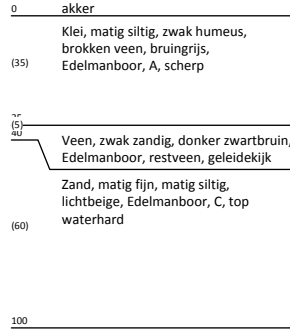 0 akker
Klei, matig siltig, zwak humeus,
brokken veen, bruingrijs,
(35) Edelmanboor, A, scherp
35
(5)
40 Veen, zwak zandig, donker zwartbruin,
Edelmanboor, restveen, geleidekijk
Zand, matig fijn, matig siltig,
lichtbeige, Edelmanboor, C, top
(60) waterhard
100